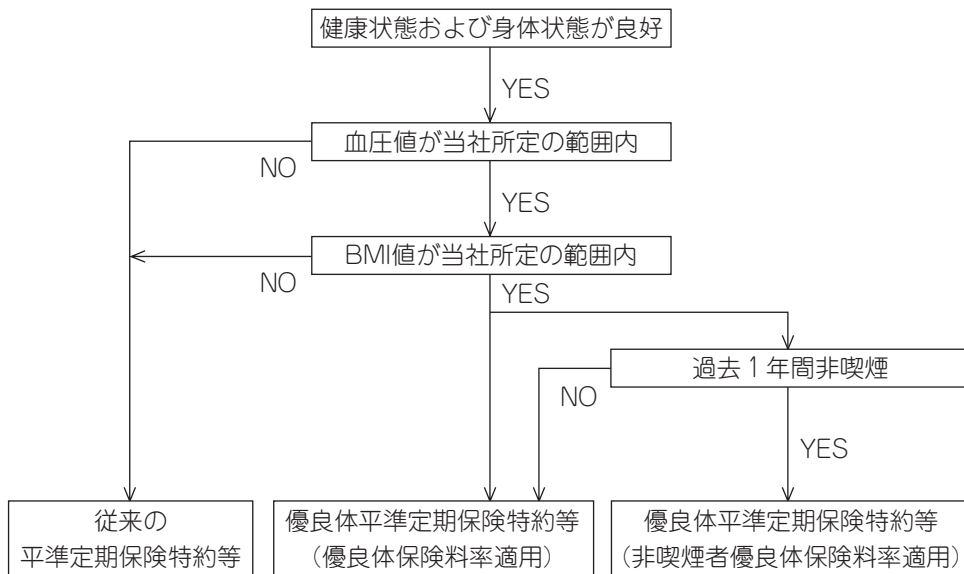 健康状態および身体状態が良好
YES
血圧値が当社所定の範囲内
NO
YES
BMI値が当社所定の範囲内
NO
YES
過去1年間非喫煙
NO
YES
従来の
平準定期保険特約等
優良体平準定期保険特約等
(優良体保険料率適用)
優良体平準定期保険特約等
(非喫煙者優良体保険料率適用)